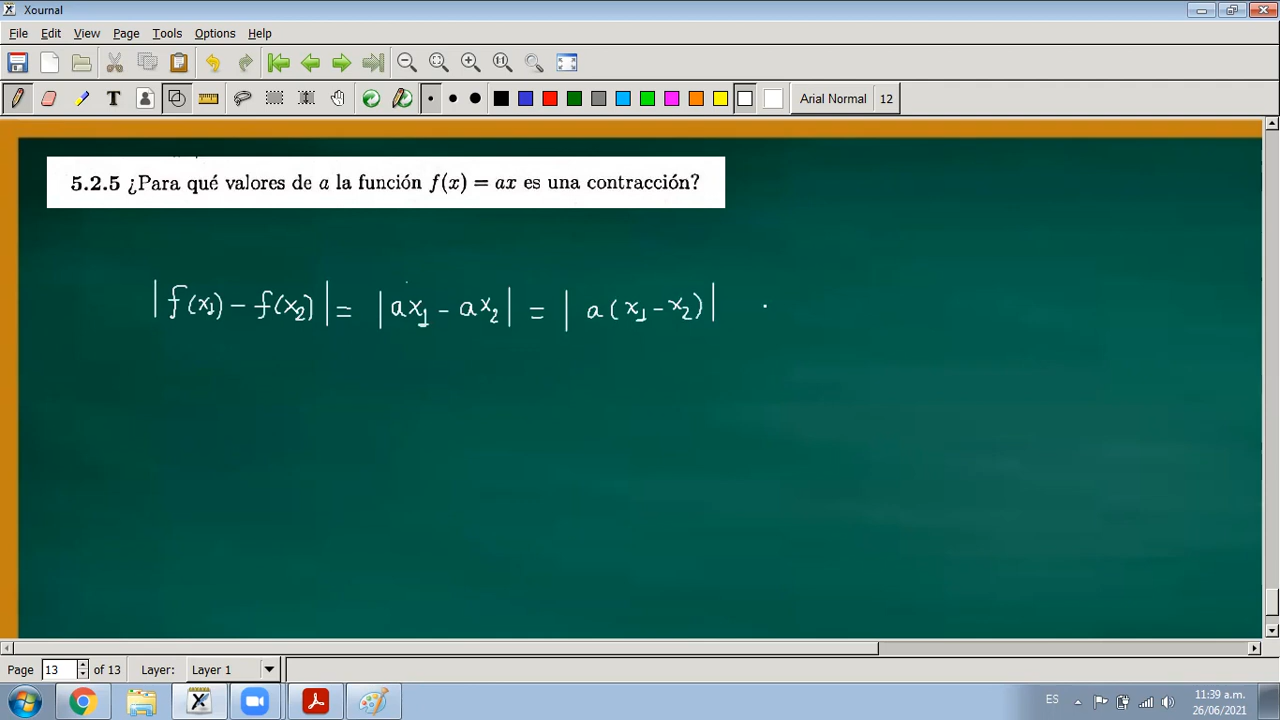 Xournal
File Edit View Page Tools Options Help
Arial Normal 12
5.2.5 ¿Para qué valores de a la función f(x) = ax es una contracción?
|f(x₁) − f(x₂)| = |ax₁ − ax₂| = |a(x₁ − x₂)|
Page 13 of 13 Layer: Layer 1
ES 11:39 a.m.
26/06/2021